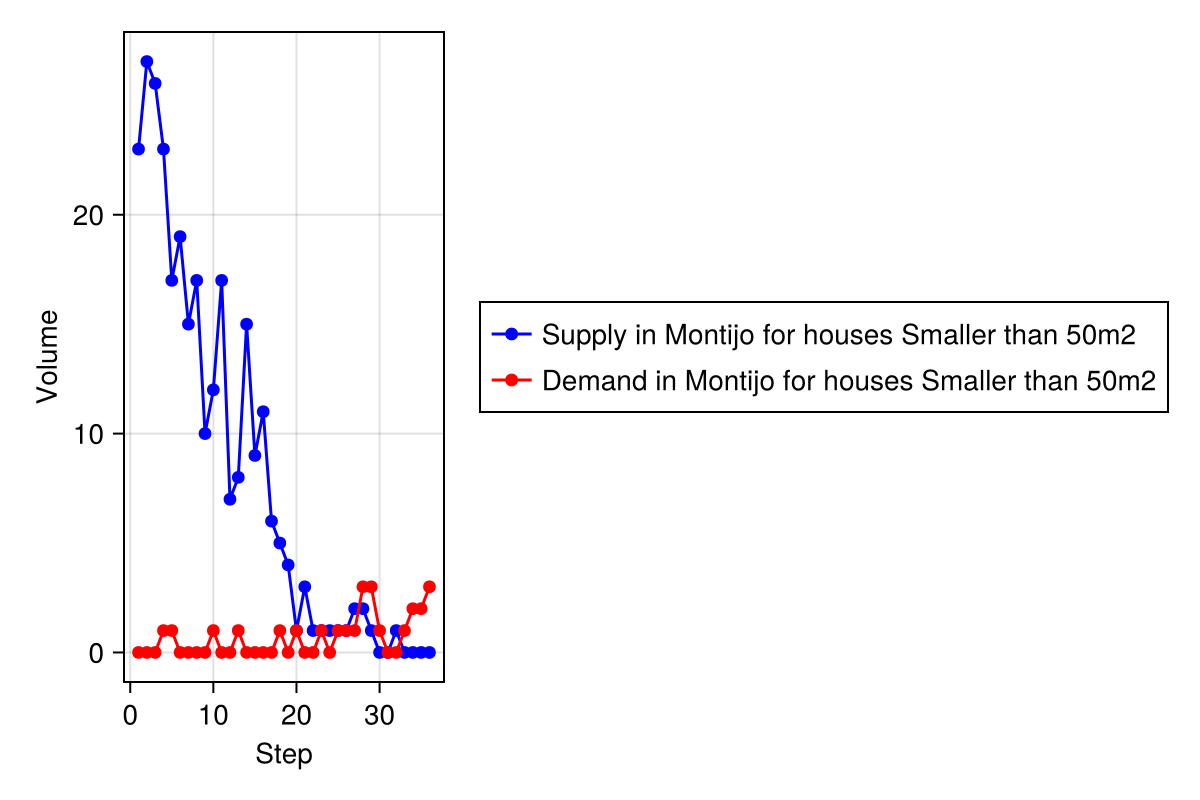 Volume
20
10
0
0 10 20 30
Step
Supply in Montijo for houses Smaller than 50m2
Demand in Montijo for houses Smaller than 50m2